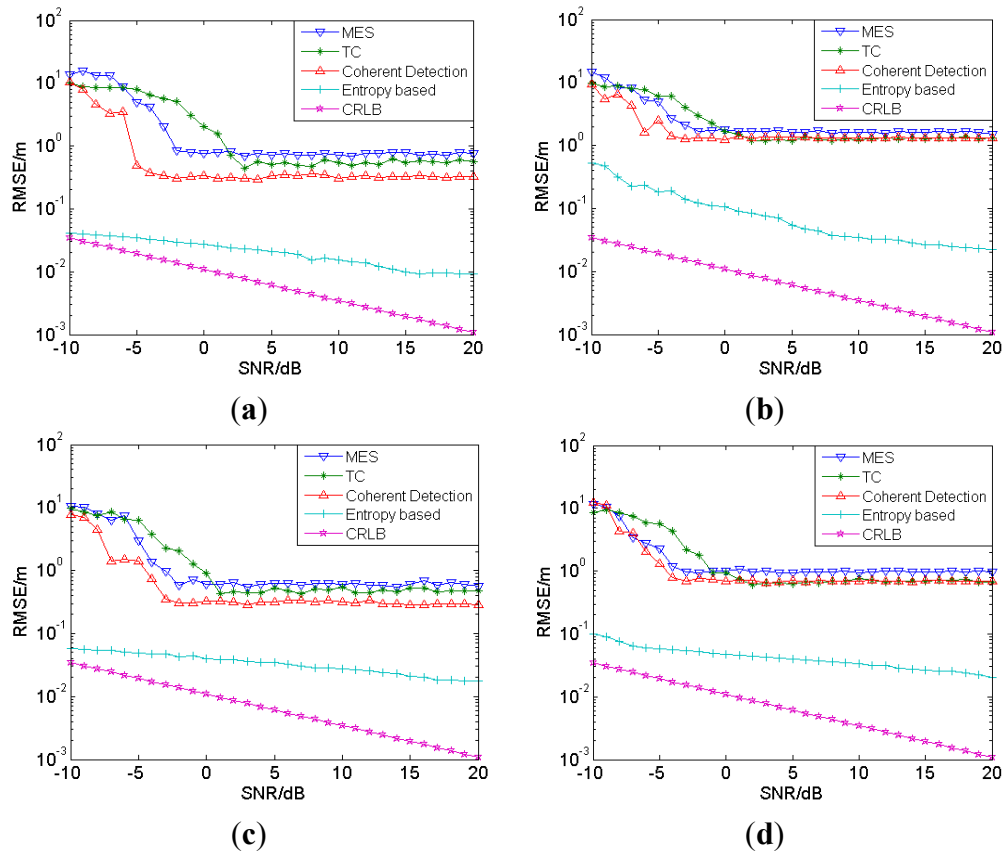 MES
TC
Coherent Detection
Entropy based
CRLB
10^2
10^1
10^0
10^-1
10^-2
10^-3
RMSE/m
-10 -5 0 5 10 15 20
SNR/dB
(a)
MES
TC
Coherent Detection
Entropy based
CRLB
10^2
10^1
10^0
10^-1
10^-2
10^-3
RMSE/m
-10 -5 0 5 10 15 20
SNR/dB
(b)
MES
TC
Coherent Detection
Entropy based
CRLB
10^2
10^1
10^0
10^-1
10^-2
10^-3
RMSE/m
-10 -5 0 5 10 15 20
SNR/dB
(c)
MES
TC
Coherent Detection
Entropy based
CRLB
10^2
10^1
10^0
10^-1
10^-2
10^-3
RMSE/m
-10 -5 0 5 10 15 20
SNR/dB
(d)